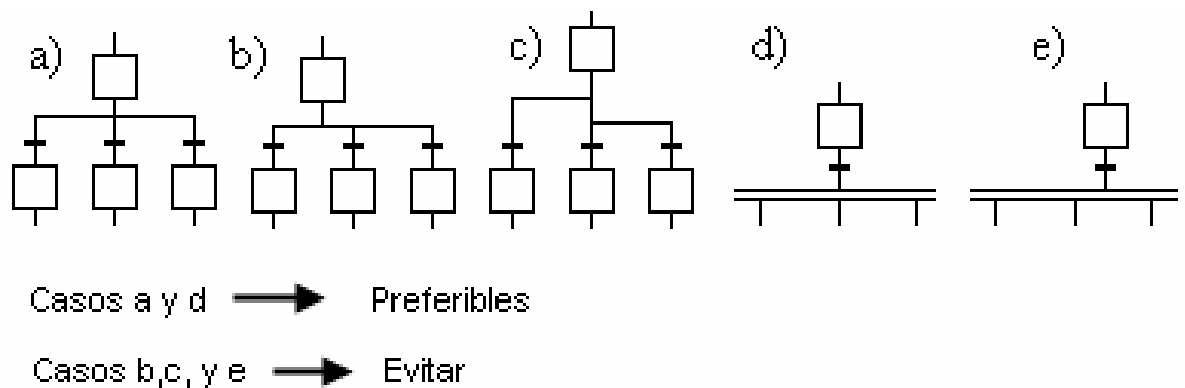 a) b) c) d) e)
Casos a y d Preferibles
Casos b,c, y e Evitar